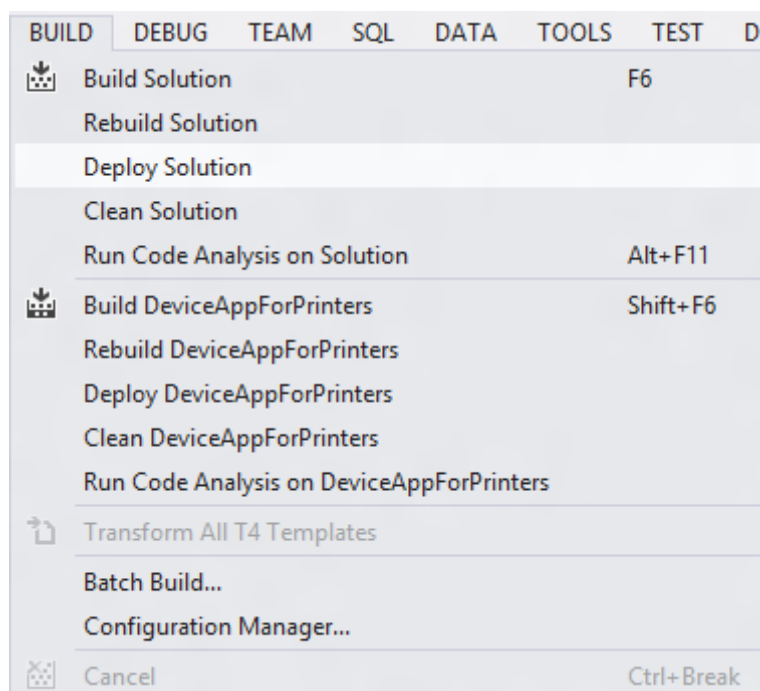 BUILD DEBUG TEAM SQL DATA TOOLS TEST D
Build Solution F6
Rebuild Solution
Deploy Solution
Clean Solution
Run Code Analysis on Solution Alt+F11
Build DeviceAppForPrinters Shift+F6
Rebuild DeviceAppForPrinters
Deploy DeviceAppForPrinters
Clean DeviceAppForPrinters
Run Code Analysis on DeviceAppForPrinters
Transform All T4 Templates
Batch Build...
Configuration Manager...
Cancel Ctrl+Break